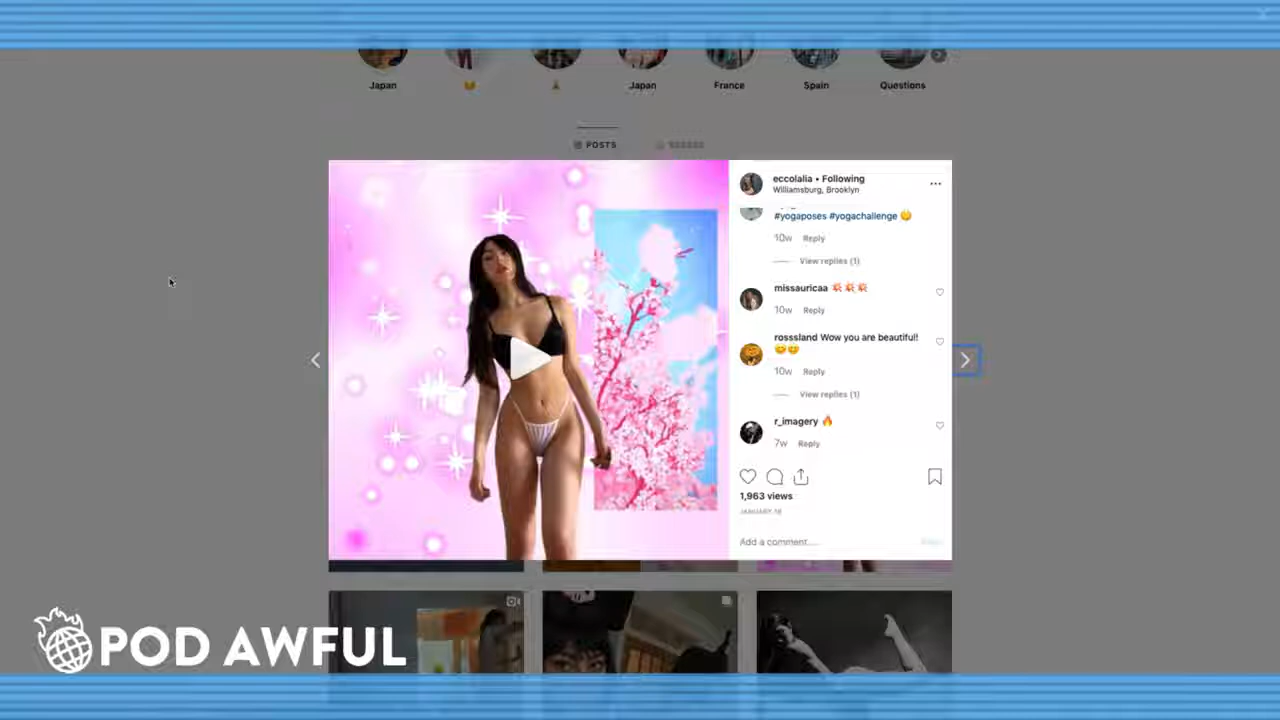 Japan
Japan
France
Spain
Questions
POSTS
eccolalia • Following
Williamsburg, Brooklyn
#yogaposes #yogachallenge
10w Reply
View replies (1)
missauricaa
10w Reply
rosssland Wow you are beautiful!
10w Reply
View replies (1)
r_imagery
7w Reply
1,963 views
Add a comment...
POD AWFUL